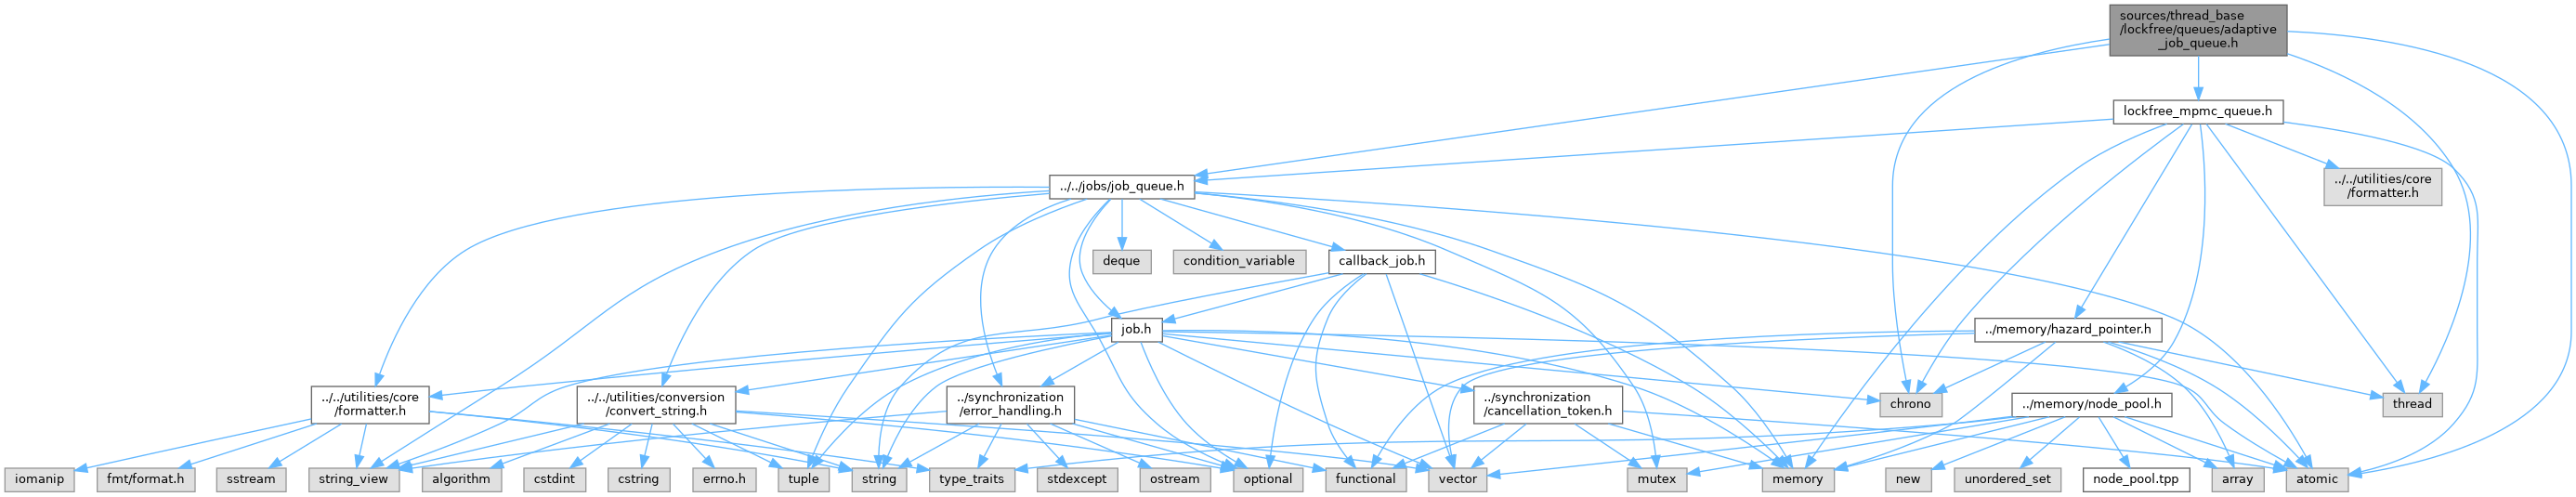 sources/thread_base
/lockfree/queues/adaptive
_job_queue.h
lockfree_mpmc_queue.h
../../jobs/job_queue.h
../../utilities/core
/formatter.h
deque
condition_variable
callback_job.h
job.h
../memory/hazard_pointer.h
../../utilities/core
/formatter.h
../../utilities/conversion
/convert_string.h
../synchronization
/error_handling.h
../synchronization
/cancellation_token.h
chrono
../memory/node_pool.h
thread
iomanip
fmt/format.h
sstream
string_view
algorithm
cstdint
cstring
errno.h
tuple
string
type_traits
stdexcept
ostream
optional
functional
vector
mutex
memory
new
unordered_set
node_pool.tpp
array
atomic